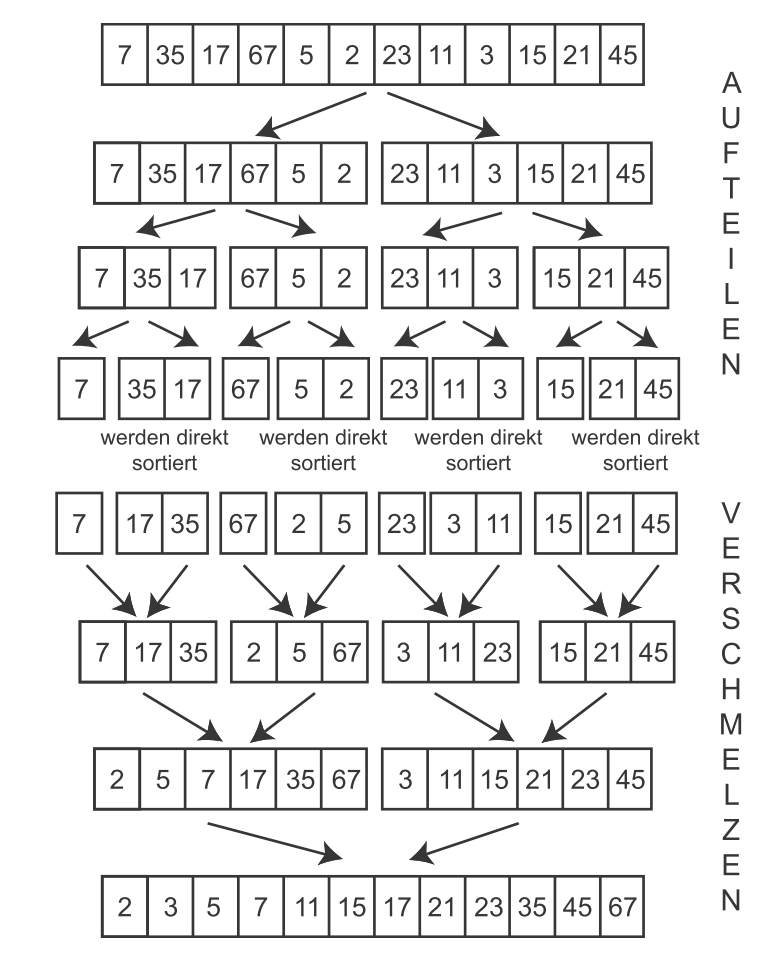 7 35 17 67 5 2 23 11 3 15 21 45
7 35 17 67 5 2 23 11 3 15 21 45
7 35 17 67 5 2 23 11 3 15 21 45
7 35 17 67 5 2 23 11 3 15 21 45
werden direkt werden direkt werden direkt werden direkt
sortiert sortiert sortiert sortiert
AUFTEILEN
7 17 35 67 2 5 23 3 11 15 21 45
7 17 35 2 5 67 3 11 23 15 21 45
2 5 7 17 35 67 3 11 15 21 23 45
2 3 5 7 11 15 17 21 23 35 45 67
VERSCHMELZEN